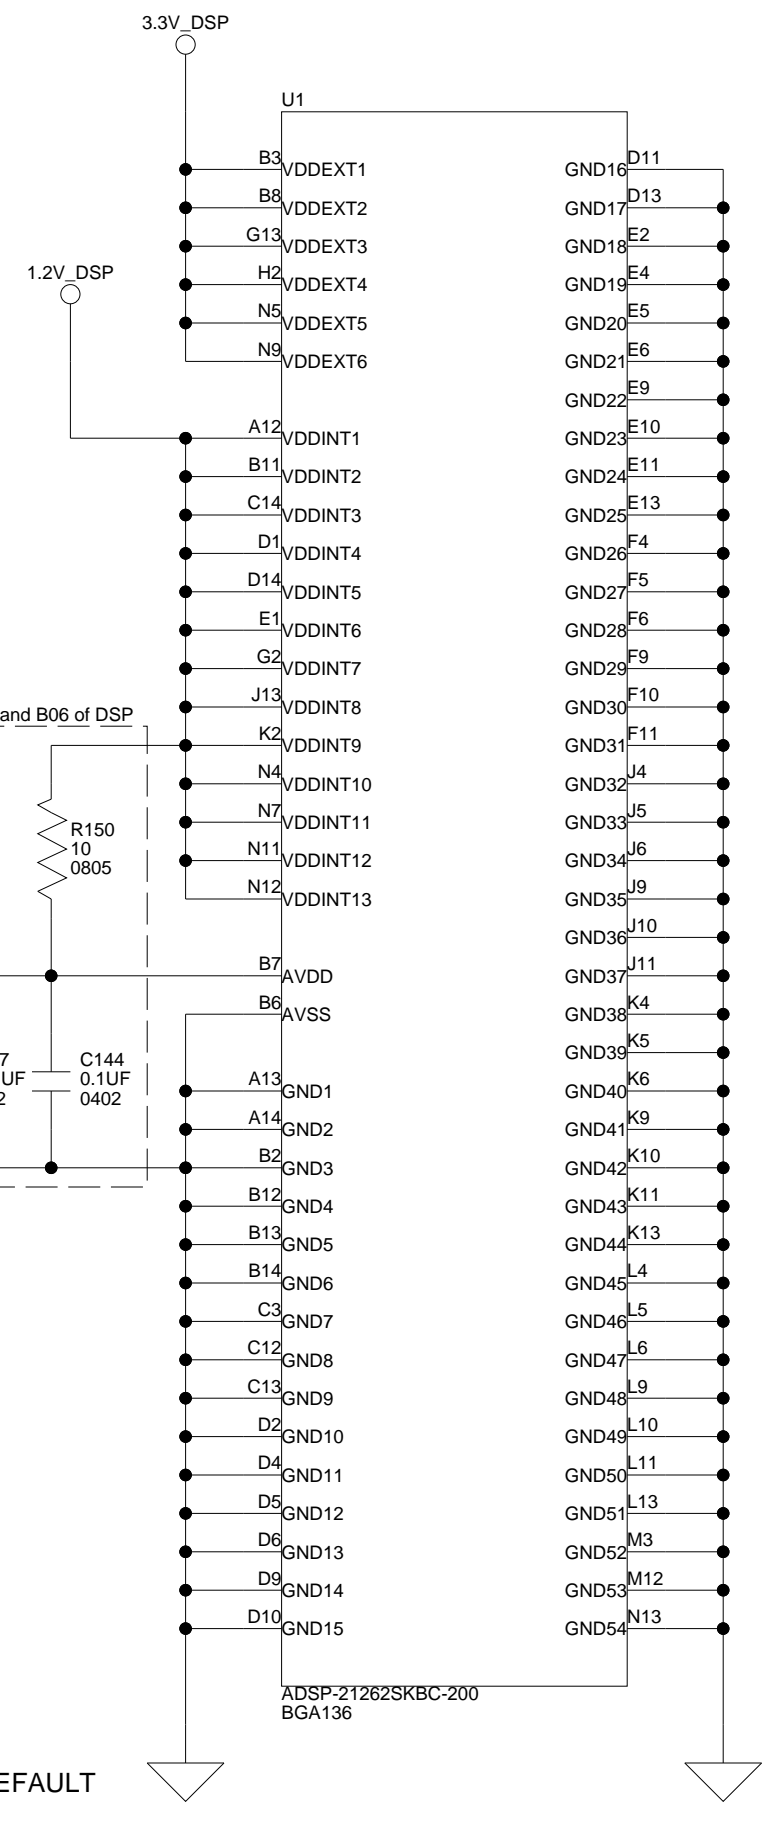 3.3V_DSP
U1
B3 VDDEXT1 GND16 D11
B8 VDDEXT2 GND17 D13
G13 VDDEXT3 GND18 E2
1.2V_DSP
H2 VDDEXT4 GND19 E4
N5 VDDEXT5 GND20 E5
N9 VDDEXT6 GND21 E6
GND22 E9
A12 VDDINT1 GND23 E10
B11 VDDINT2 GND24 E11
C14 VDDINT3 GND25 E13
D1 VDDINT4 GND26 F4
D14 VDDINT5 GND27 F5
E1 VDDINT6 GND28 F6
G2 VDDINT7 GND29 F9
J13 VDDINT8 GND30 F10
and B06 of DSP
K2 VDDINT9 GND31 F11
N4 VDDINT10 GND32 J4
N7 VDDINT11 GND33 J5
R150
10
0805
N11 VDDINT12 GND34 J6
N12 VDDINT13 GND35 J9
GND36 J10
B7 AVDD GND37 J11
B6 AVSS GND38 K4
GND39 K5
7
UF
2
C144
0.1UF
0402
A13 GND1 GND40 K6
A14 GND2 GND41 K9
B2 GND3 GND42 K10
B12 GND4 GND43 K11
B13 GND5 GND44 K13
B14 GND6 GND45 L4
C3 GND7 GND46 L5
C12 GND8 GND47 L6
C13 GND9 GND48 L9
D2 GND10 GND49 L10
D4 GND11 GND50 L11
D5 GND12 GND51 L13
D6 GND13 GND52 M3
D9 GND14 GND53 M12
D10 GND15 GND54 N13
ADSP-21262SKBC-200
BGA136
EFAULT